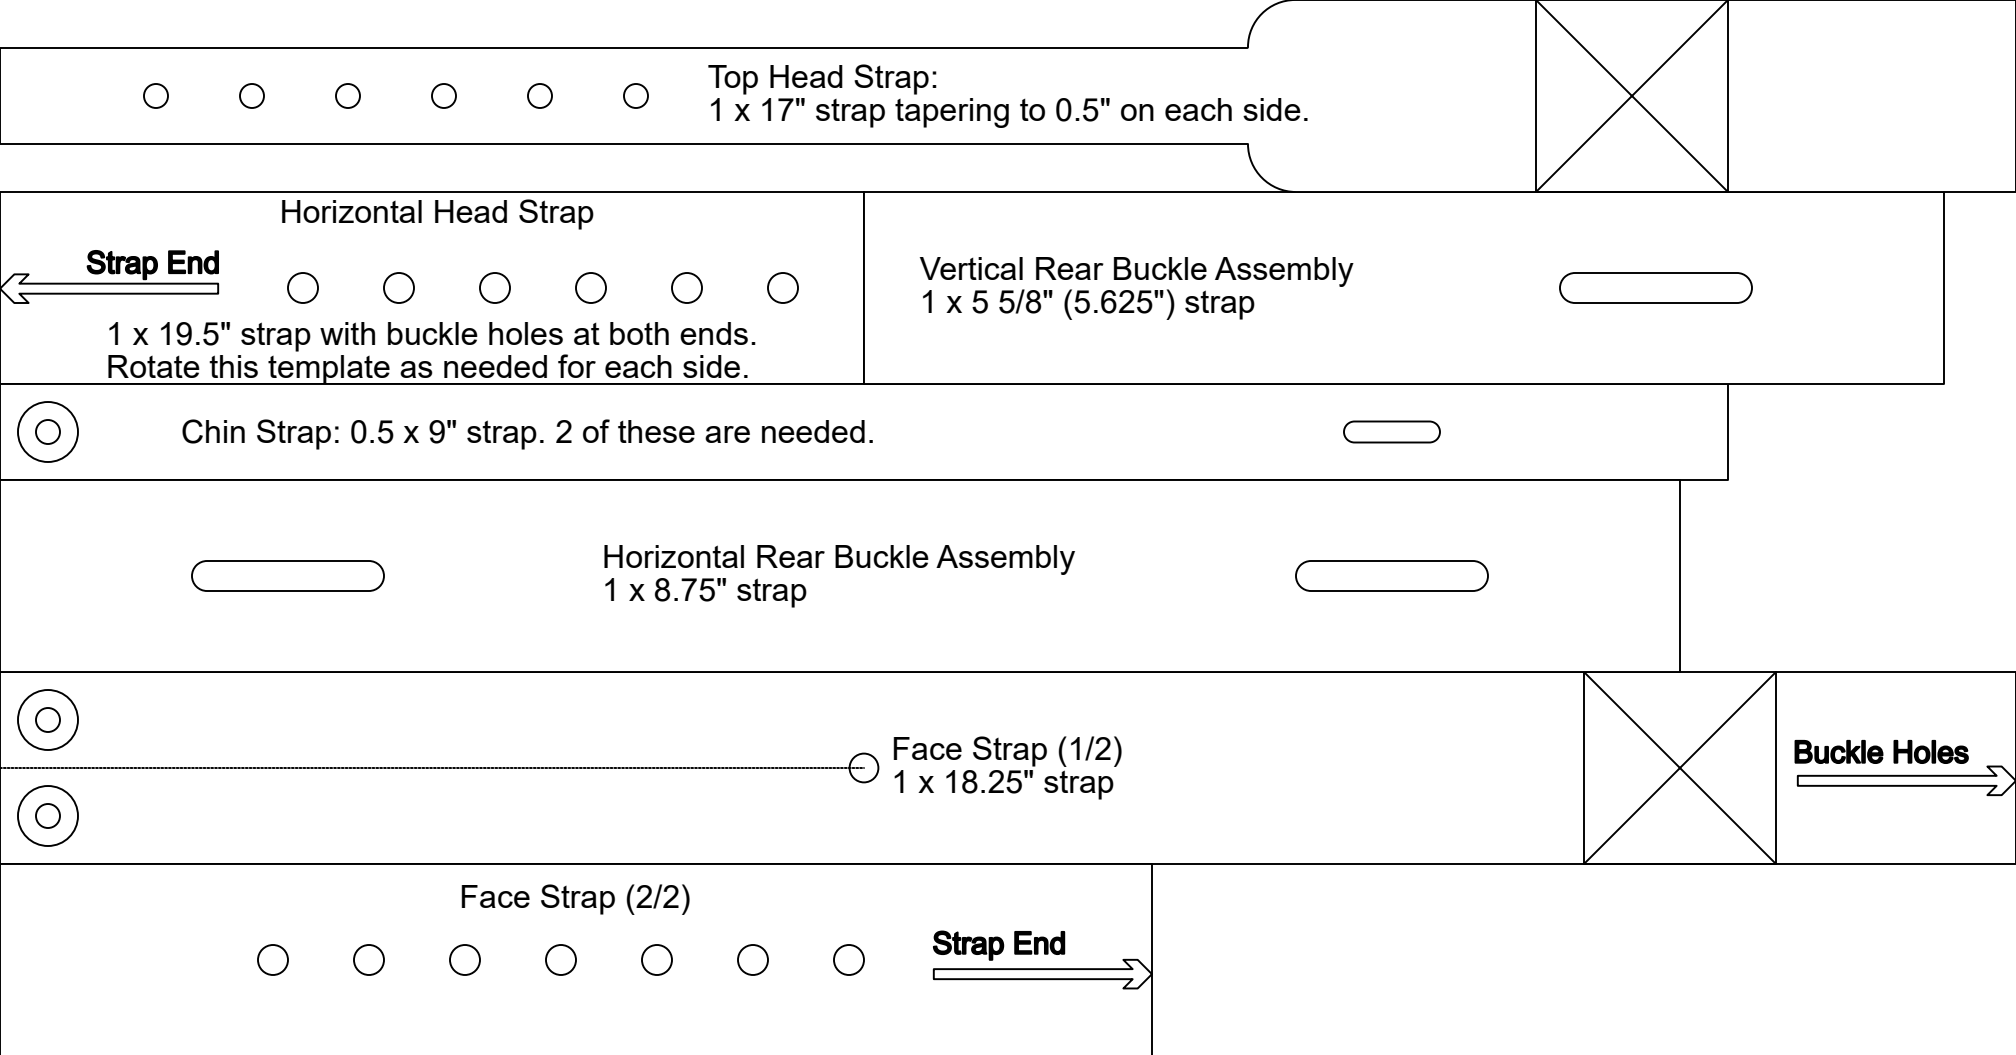 Top Head Strap:
1 x 17" strap tapering to 0.5" on each side.
Horizontal Head Strap
Strap End
1 x 19.5" strap with buckle holes at both ends.
Rotate this template as needed for each side.
Vertical Rear Buckle Assembly
1 x 5 5/8" (5.625") strap
Chin Strap: 0.5 x 9" strap. 2 of these are needed.
Horizontal Rear Buckle Assembly
1 x 8.75" strap
Face Strap (1/2)
1 x 18.25" strap
Buckle Holes
Face Strap (2/2)
Strap End